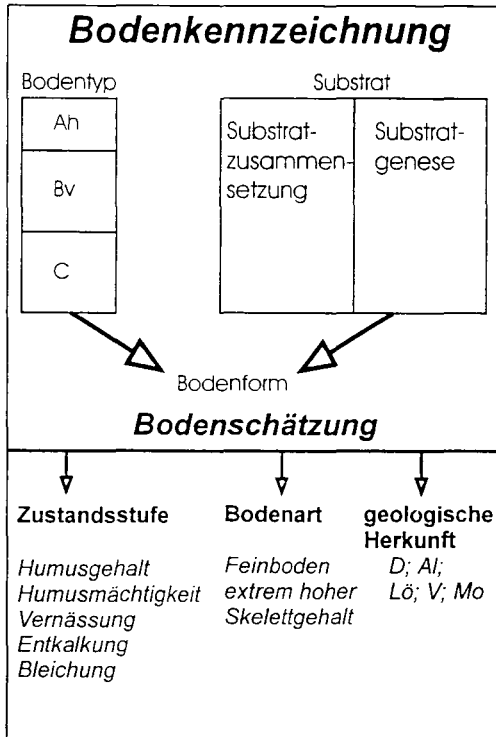 Bodenkennzeichnung
Bodentyp
Substrat
Ah
Bv
C
Substrat-
zusammen-
setzung
Substrat-
genese
Bodenform
Bodenschätzung
Zustandsstufe
Humusgehalt
Humusmächtigkeit
Vernässung
Entkalkung
Bleichung
Bodenart
Feinboden
extrem hoher
Skelettgehalt
geologische
Herkunft
D; Al;
Lö; V; Mo